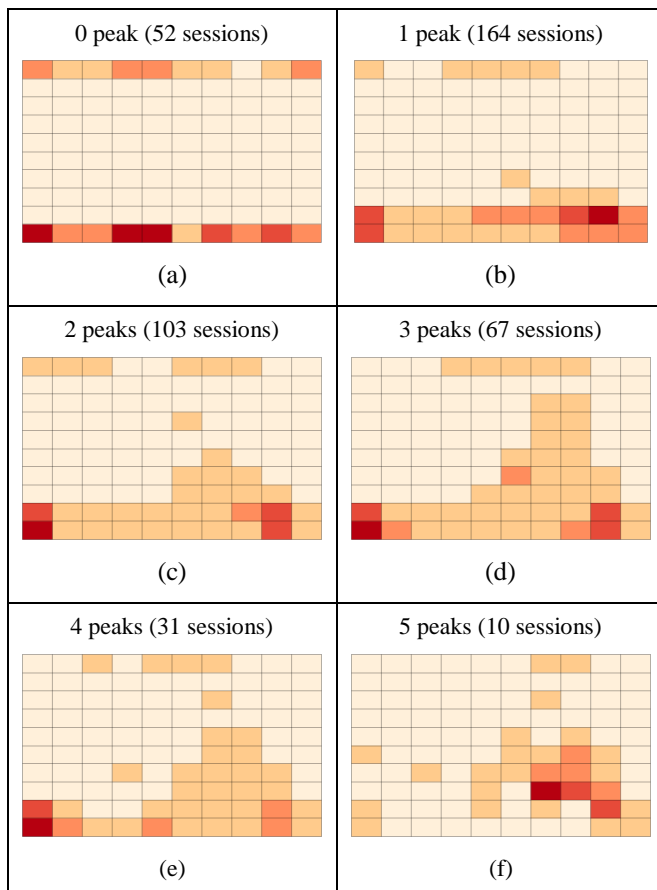 0 peak (52 sessions)
1 peak (164 sessions)
(a)
(b)
2 peaks (103 sessions)
3 peaks (67 sessions)
(c)
(d)
4 peaks (31 sessions)
5 peaks (10 sessions)
(e)
(f)